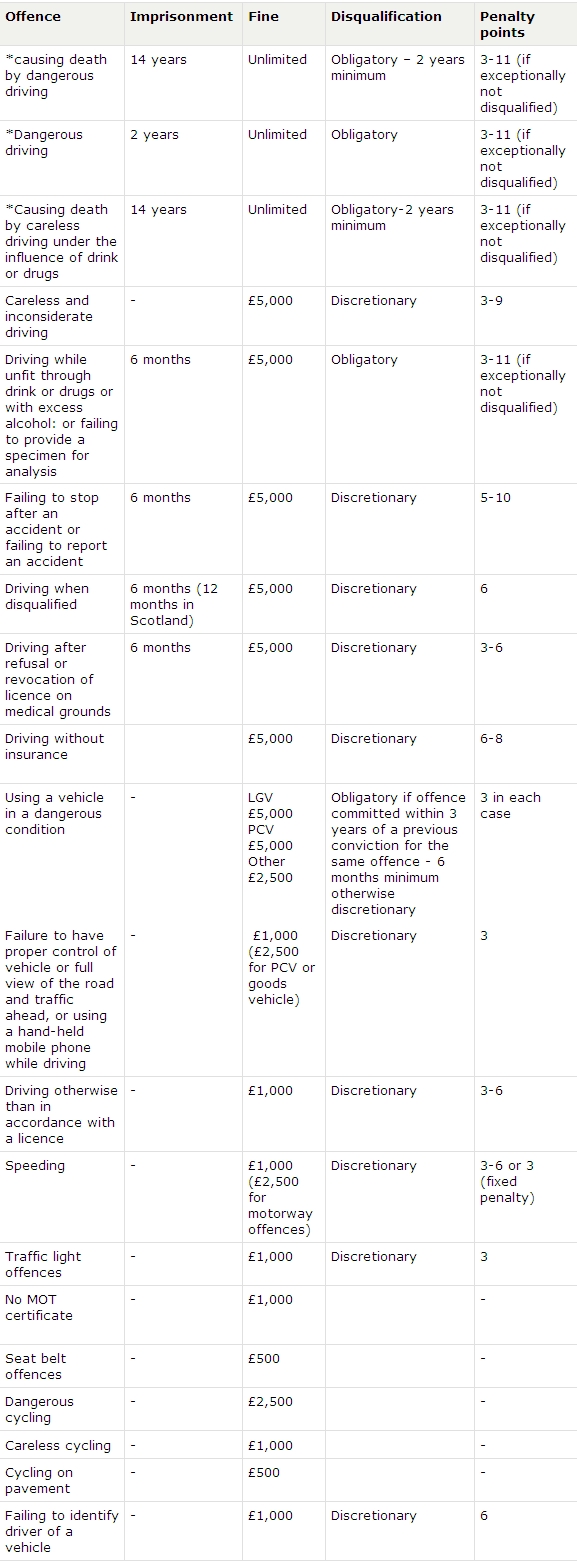 Offence Imprisonment Fine Disqualification Penalty points
*causing death by dangerous driving 14 years Unlimited Obligatory – 2 years minimum 3-11 (if exceptionally not disqualified)
*Dangerous driving 2 years Unlimited Obligatory 3-11 (if exceptionally not disqualified)
*Causing death by careless driving under the influence of drink or drugs 14 years Unlimited Obligatory-2 years minimum 3-11 (if exceptionally not disqualified)
Careless and inconsiderate driving - £5,000 Discretionary 3-9
Driving while unfit through drink or drugs or with excess alcohol: or failing to provide a specimen for analysis 6 months £5,000 Obligatory 3-11 (if exceptionally not disqualified)
Failing to stop after an accident or failing to report an accident 6 months £5,000 Discretionary 5-10
Driving when disqualified 6 months (12 months in Scotland) £5,000 Discretionary 6
Driving after refusal or revocation of licence on medical grounds 6 months £5,000 Discretionary 3-6
Driving without insurance £5,000 Discretionary 6-8
Using a vehicle in a dangerous condition - LGV £5,000 PCV £5,000 Other £2,500 Obligatory if offence committed within 3 years of a previous conviction for the same offence - 6 months minimum otherwise discretionary 3 in each case
Failure to have proper control of vehicle or full view of the road and traffic ahead, or using a hand-held mobile phone while driving - £1,000 (£2,500 for PCV or goods vehicle) Discretionary 3
Driving otherwise than in accordance with a licence - £1,000 Discretionary 3-6
Speeding - £1,000 (£2,500 for motorway offences) Discretionary 3-6 or 3 (fixed penalty)
Traffic light offences - £1,000 Discretionary 3
No MOT certificate - £1,000 -
Seat belt offences - £500 -
Dangerous cycling - £2,500 -
Careless cycling - £1,000 -
Cycling on pavement - £500 -
Failing to identify driver of a vehicle - £1,000 Discretionary 6